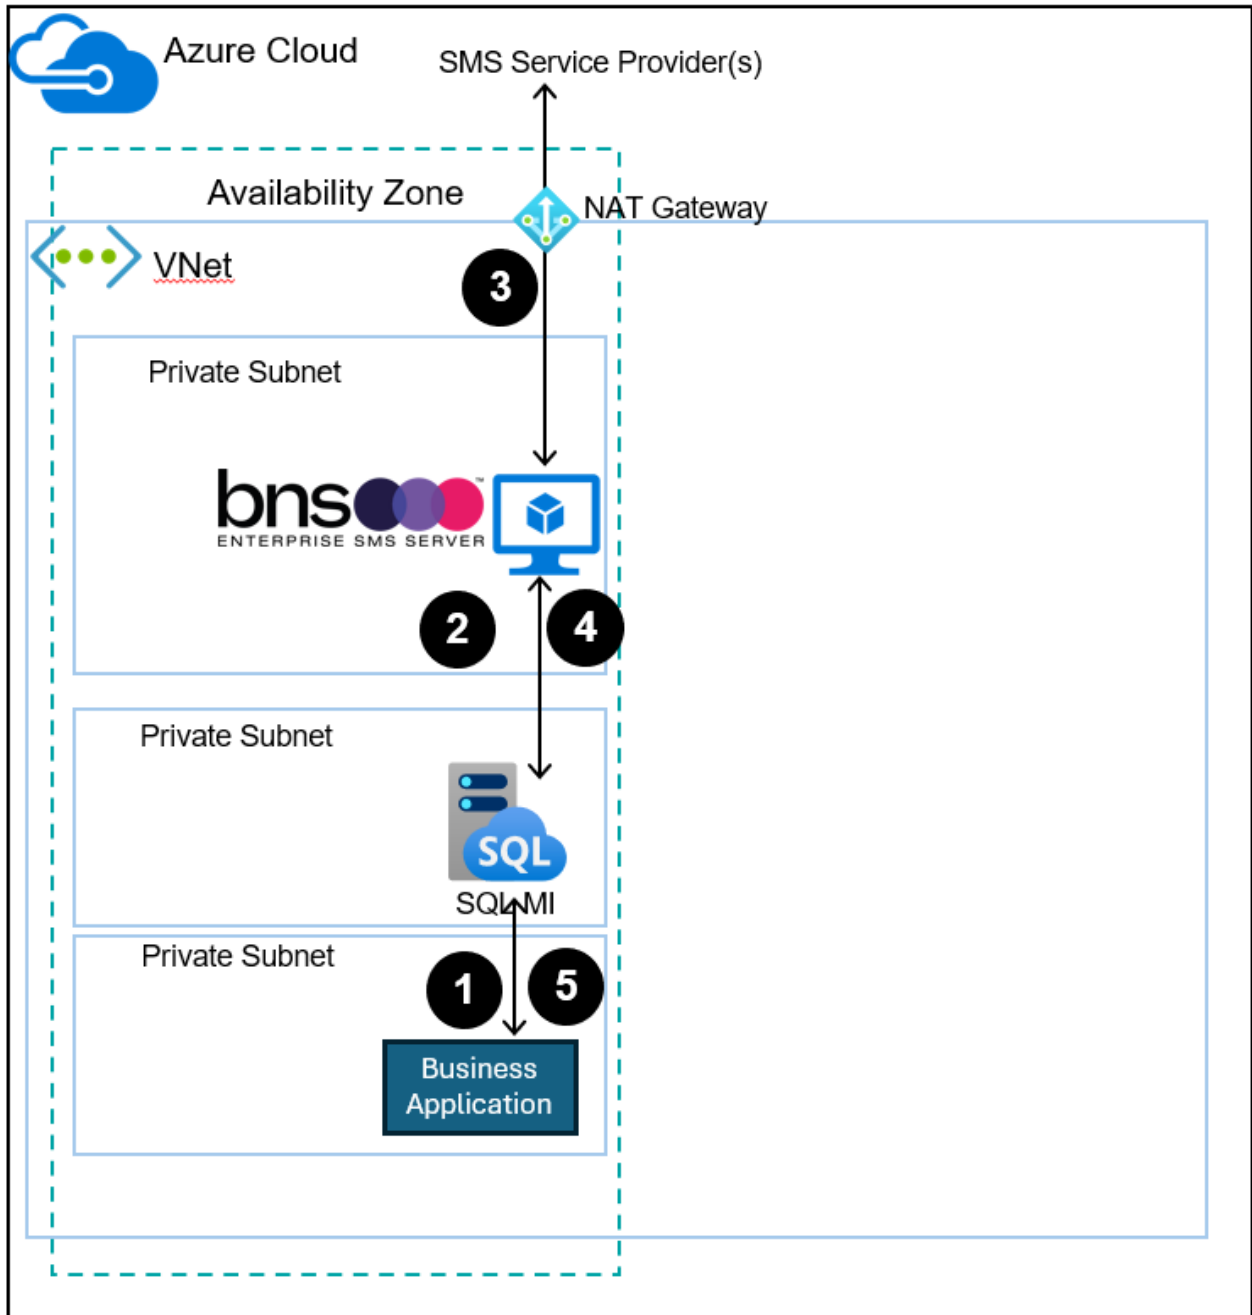 Azure Cloud
SMS Service Provider(s)
Availability Zone
NAT Gateway
VNet
3
Private Subnet
bns™
ENTERPRISE SMS SERVER
2
4
Private Subnet
SQL
SQL MI
Private Subnet
1
5
Business
Application